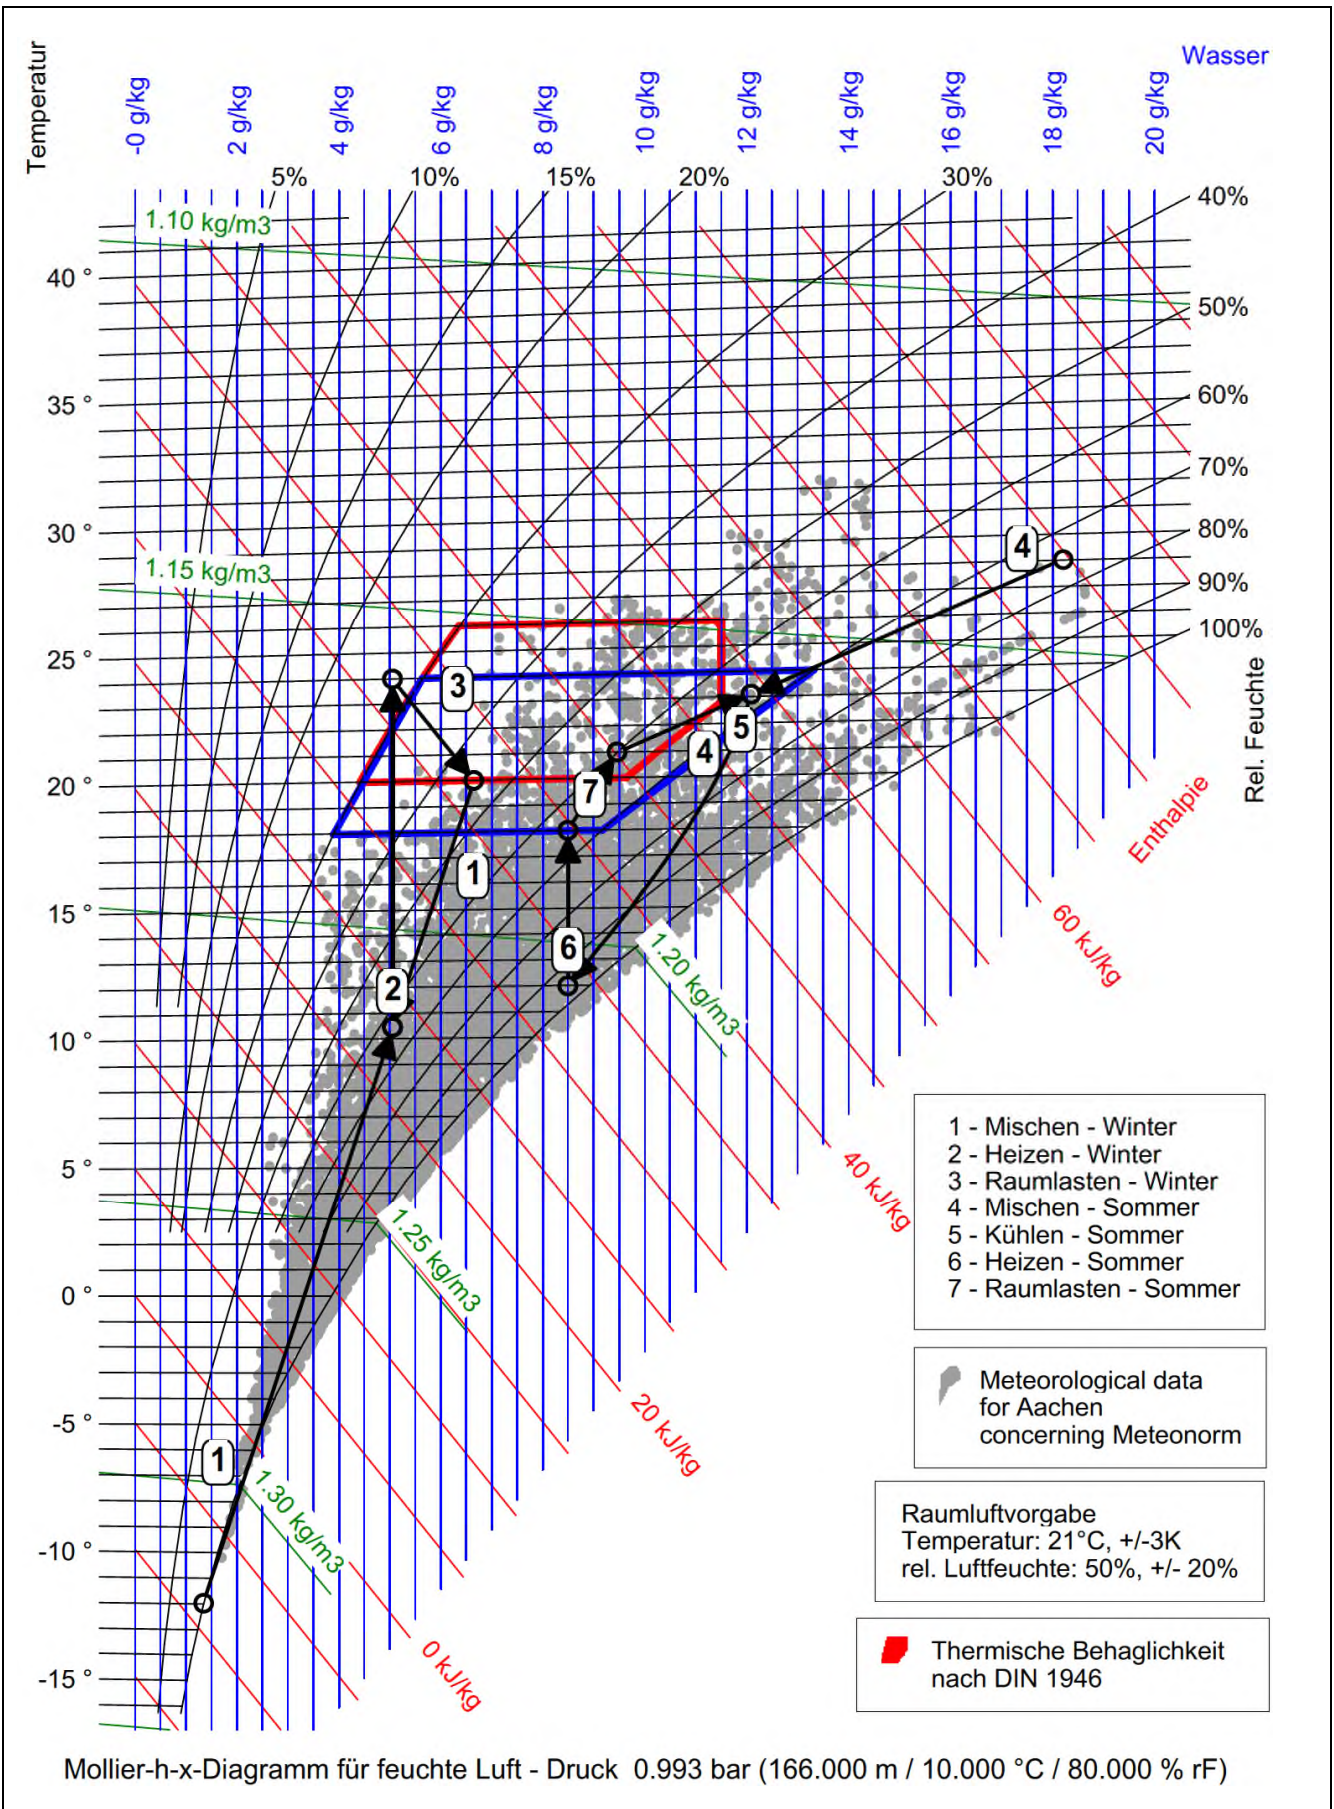 Wasser
Temperatur
-0 g/kg
2 g/kg
4 g/kg
6 g/kg
8 g/kg
10 g/kg
12 g/kg
14 g/kg
16 g/kg
18 g/kg
20 g/kg
5%
10%
15%
20%
30%
40%
1.10 kg/m3
40 °
50%
35 °
60%
70%
30 °
80%
4
1.15 kg/m3
90%
100%
25 °
3
5
4
Rel. Feuchte
20 °
7
Enthalpie
1
15 °
6
60 kJ/kg
1.20 kg/m3
2
10 °
1 - Mischen - Winter
2 - Heizen - Winter
3 - Raumlasten - Winter
4 - Mischen - Sommer
5 - Kühlen - Sommer
6 - Heizen - Sommer
7 - Raumlasten - Sommer
5 °
40 kJ/kg
1.25 kg/m3
0 °
Meteorological data
for Aachen
concerning Meteonorm
-5 °
20 kJ/kg
1
1.30 kg/m3
Raumluftvorgabe
Temperatur: 21°C, +/-3K
rel. Luftfeuchte: 50%, +/- 20%
-10 °
0 kJ/kg
-15 °
Thermische Behaglichkeit
nach DIN 1946
Mollier-h-x-Diagramm für feuchte Luft - Druck 0.993 bar (166.000 m / 10.000 °C / 80.000 % rF)